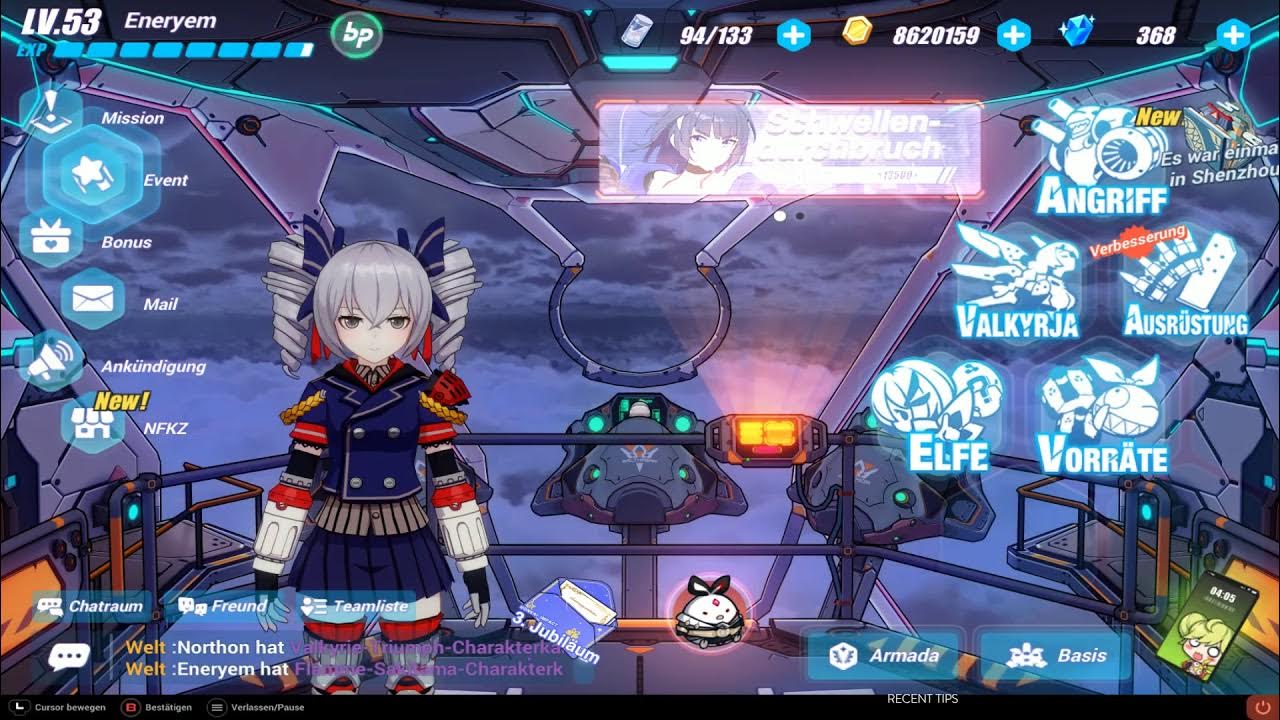 LV.53 Eneryem
EXP
bp
94/133
8620159
368
Mission
Event
Bonus
Mail
Ankündigung
New!
NFKZ
Schwellen-
durchbruch
New
Es war einma
in Shenzhou
ANGRIFF
VALKYRJA
Verbesserung
AUSRÜSTUNG
ELFE
VORRÄTE
Chatraum
Freund
Teamliste
3. Jubiläum
Welt :Northon hat Valkyrie-Triumph-Charakterka
Welt :Eneryem hat Flamme-Sa
-Charakterk
Armada
Basis
04:05
L Cursor bewegen
B Bestätigen
Verlassen/Pause
RECENT TIPS